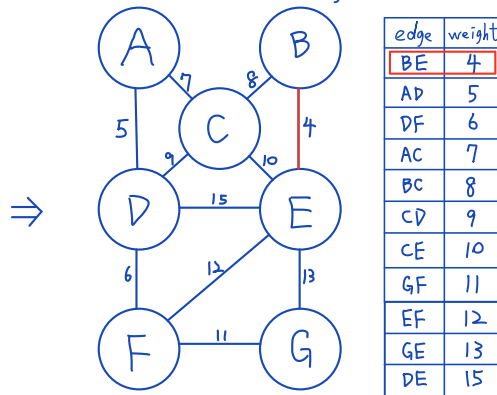 A
B
7
8
C
5
4
9
10
D
15
E
6
12
13
F
11
G
edge weight
BE 4
AD 5
DF 6
AC 7
BC 8
CD 9
CE 10
GF 11
EF 12
GE 13
DE 15